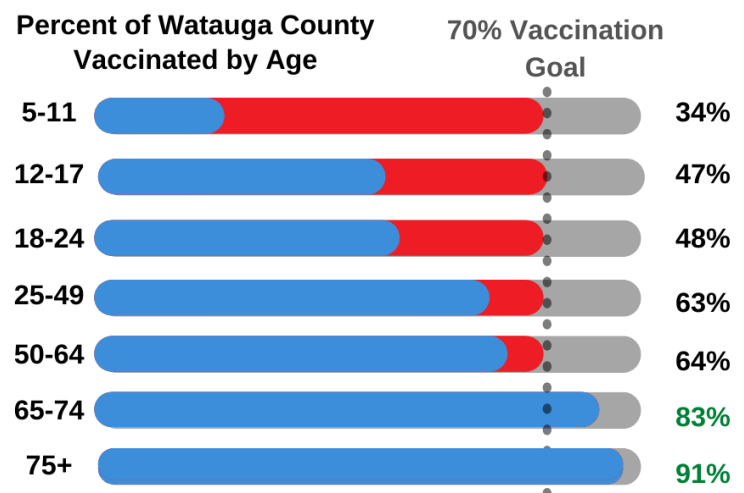 Percent of Watauga County
Vaccinated by Age
70% Vaccination
Goal
5-11 34%
12-17 47%
18-24 48%
25-49 63%
50-64 64%
65-74 83%
75+ 91%